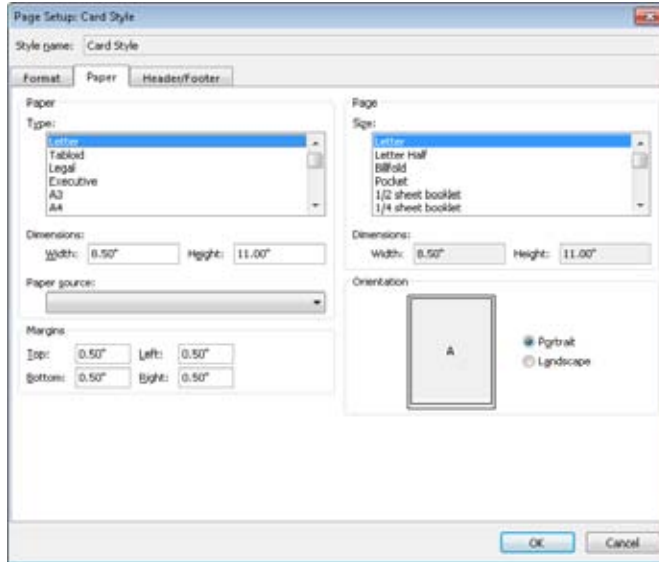 Page Setup: Card Style
Style name: Card Style
Format Paper Header/Footer
Paper
Type:
Letter
Tabloid
Legal
Executive
A3
A4
Dimensions:
Width: 8.50" Height: 11.00"
Paper source:
Margins
Top: 0.50" Left: 0.50"
Bottom: 0.50" Right: 0.50"
Page
Size:
Letter
Letter Half
Billfold
Pocket
1/2 sheet booklet
1/4 sheet booklet
Dimensions:
Width: 8.50" Height: 11.00"
Orientation
A
Portrait
Landscape
OK Cancel